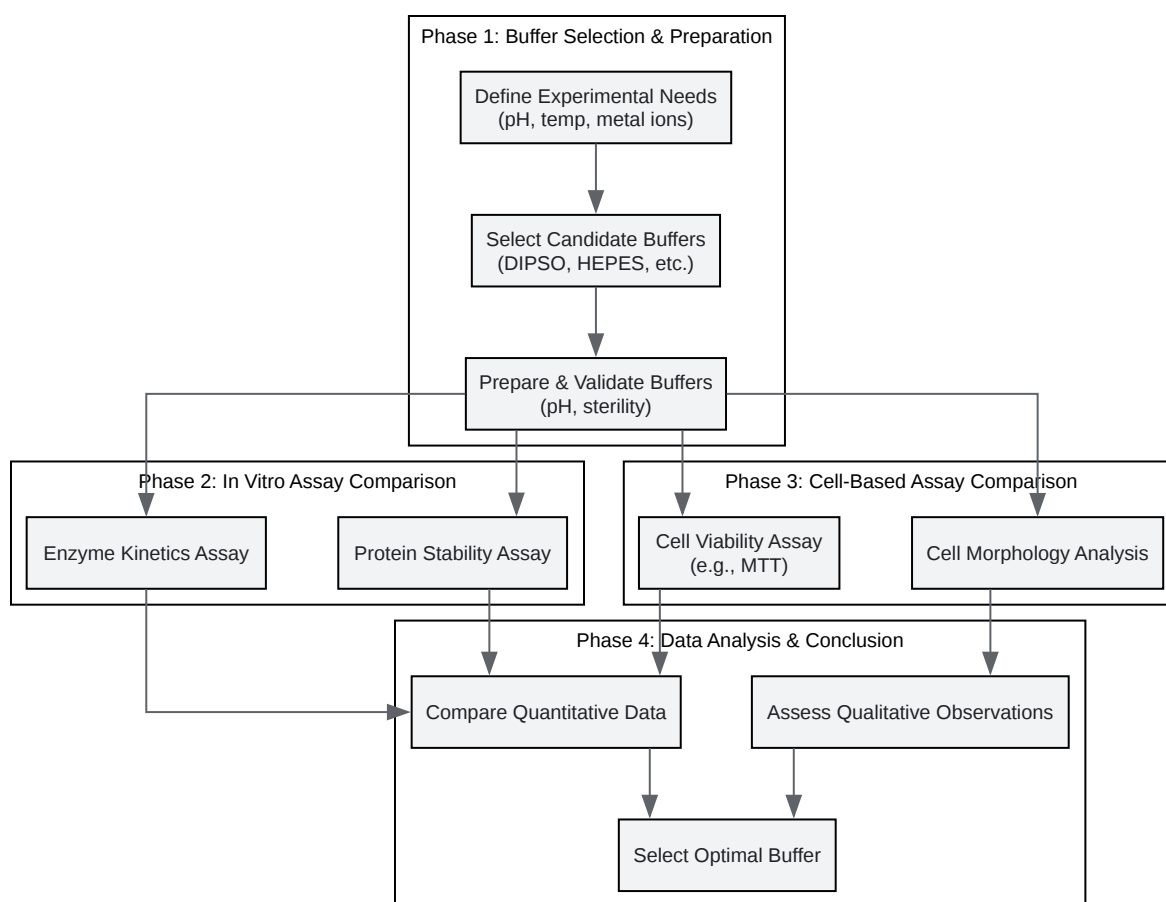 Phase 1: Buffer Selection & Preparation
Define Experimental Needs
(pH, temp, metal ions)
Select Candidate Buffers
(DIPSO, HEPES, etc.)
Prepare & Validate Buffers
(pH, sterility)
Phase 2: In Vitro Assay Comparison
Enzyme Kinetics Assay
Protein Stability Assay
Phase 3: Cell-Based Assay Comparison
Cell Viability Assay
(e.g., MTT)
Cell Morphology Analysis
Phase 4: Data Analysis & Conclusion
Compare Quantitative Data
Assess Qualitative Observations
Select Optimal Buffer